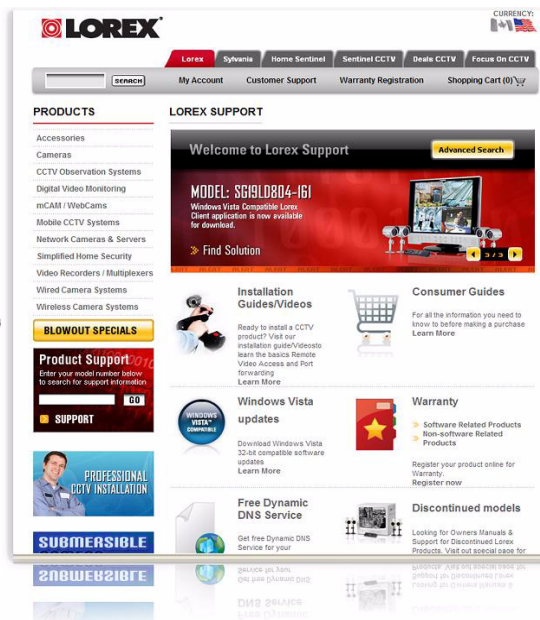 CURRENCY:
LOREX
Lorex
Sylvania
Home Sentinel
Sentinel CCTV
Deals CCTV
Focus On CCTV
SEARCH
My Account
Customer Support
Warranty Registration
Shopping Cart (0)
PRODUCTS
Accessories
Cameras
CCTV Observation Systems
Digital Video Monitoring
mCAM / WebCams
Mobile CCTV Systems
Network Cameras & Servers
Simplified Home Security
Video Recorders / Multiplexers
Wired Camera Systems
Wireless Camera Systems
BLOWOUT SPECIALS
Product Support
Enter your model number below
to search for support information
GO
SUPPORT
PROFESSIONAL
CCTV INSTALLATION
SUBMERSIBLE
LOREX SUPPORT
Welcome to Lorex Support
Advanced Search
MODEL: SG19LD804-161
Windows Vista Compatible Lorex
Client application is now available
for download.
Find Solution
3 / 3
Installation
Guides/Videos
Ready to install a CCTV
product? Visit our
installation guide/Videosto
learn the basics Remote
Video Access and Port
forwarding
Learn More
Consumer Guides
For all the information you need to
know to before making a purchase
Learn More
WINDOWS
VISTA™
COMPATIBLE
Windows Vista
updates
Download Windows Vista
32-bit compatible software
updates
Learn More
Warranty
Software Related Products
Non-software Related
Products
Register your product online for
Warranty.
Register now
Free Dynamic
DNS Service
Get free Dynamic DNS
Service for your
Discontinued models
Looking for Owners Manuals &
Support for Discontinued Lorex
Products. Visit out special page for